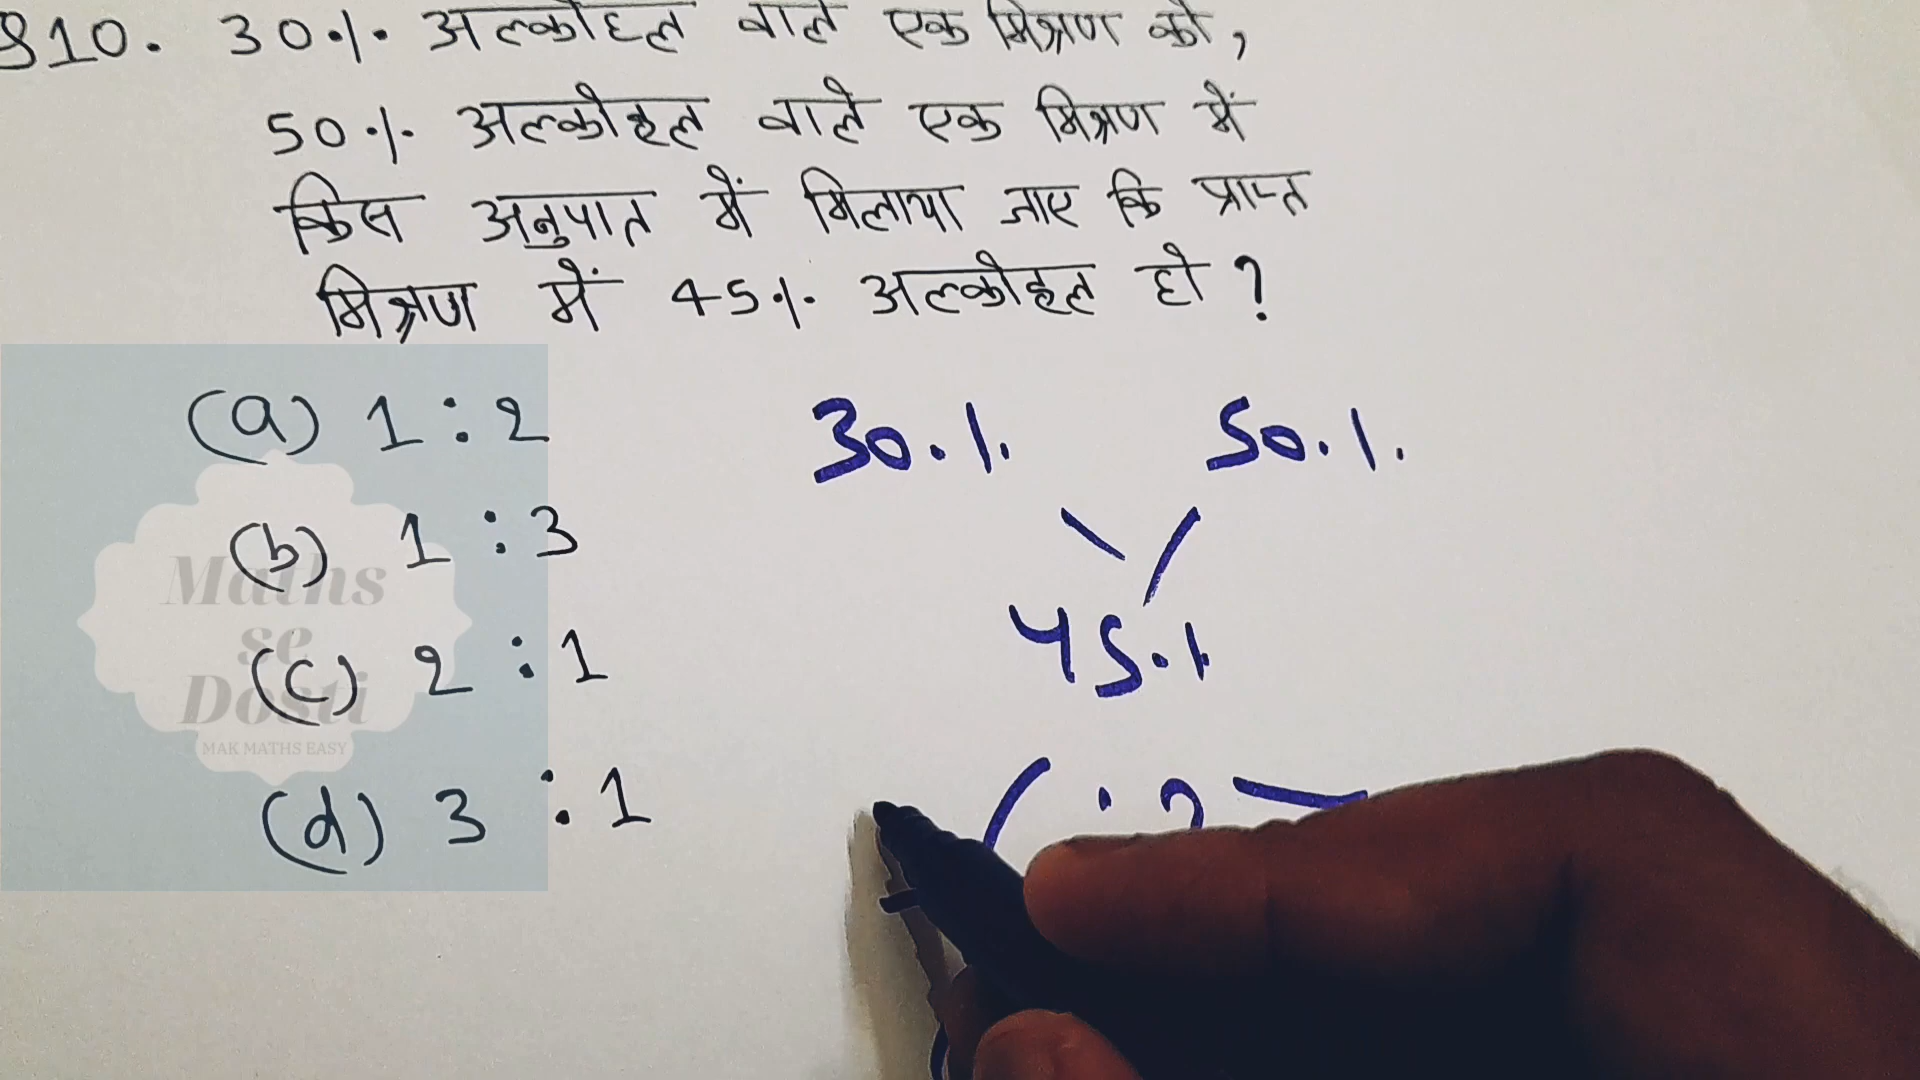 810. 30% अल्कोहल वाले एक मिश्रण को,
50% अल्कोहल वाले एक मिश्रण में
किस अनुपात में मिलाया जाए कि प्राप्त
मिश्रण में 45% अल्कोहल हो ?
(a) 1 : 2
(b) 1 : 3
(c) 2 : 1
(d) 3 : 1
30% 50%
45%
Maths
se
Dosti
MAK MATHS EASY